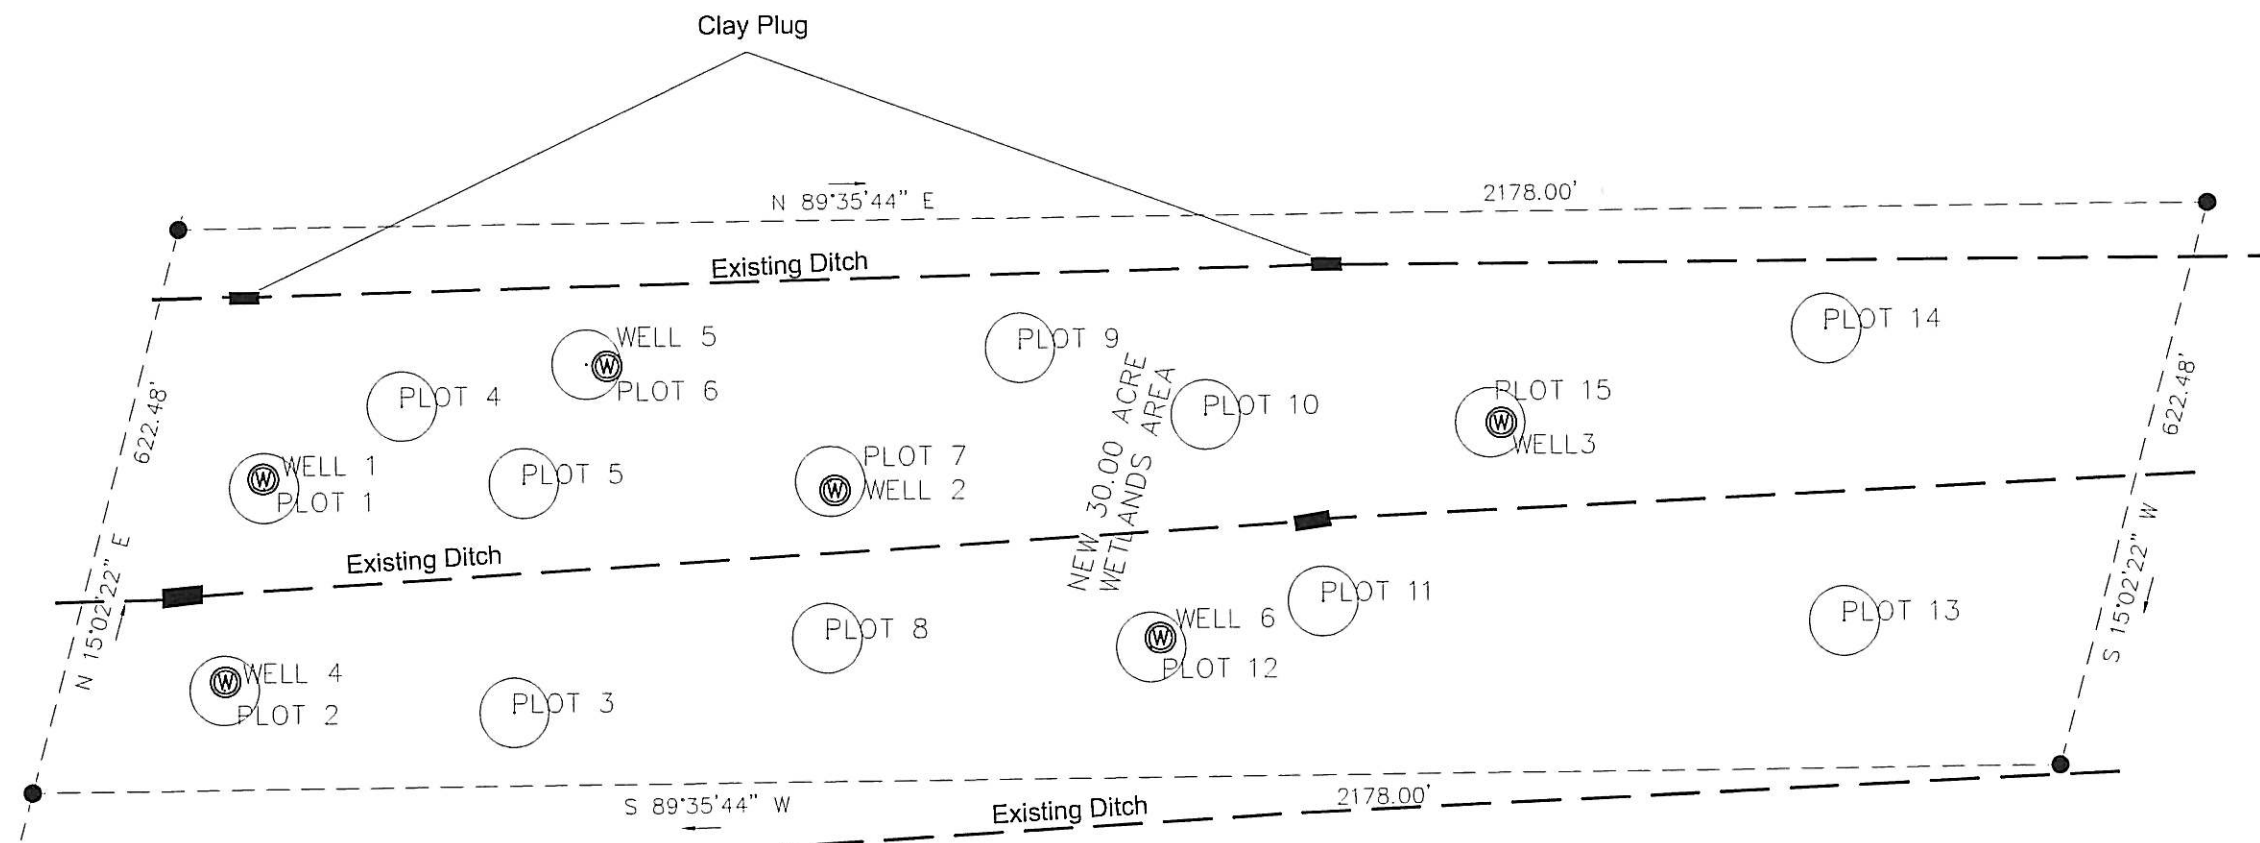 Clay Plug
N 89°35'44" E
2178.00'
Existing Ditch
WELL 5
PLOT 6
PLOT 9
PLOT 14
PLOT 4
622.48'
622.48'
PLOT 10
PLOT 15
WELL3
WELL 1
PLOT 1
PLOT 5
PLOT 7
WELL 2
NEW 30.00 ACRE
WETLANDS AREA
Existing Ditch
N 15°02'22" E
S 15°02'22" W
PLOT 11
PLOT 13
PLOT 8
WELL 6
PLOT 12
WELL 4
PLOT 2
PLOT 3
S 89°35'44" W
Existing Ditch
2178.00'
W
W
W
W
W
W